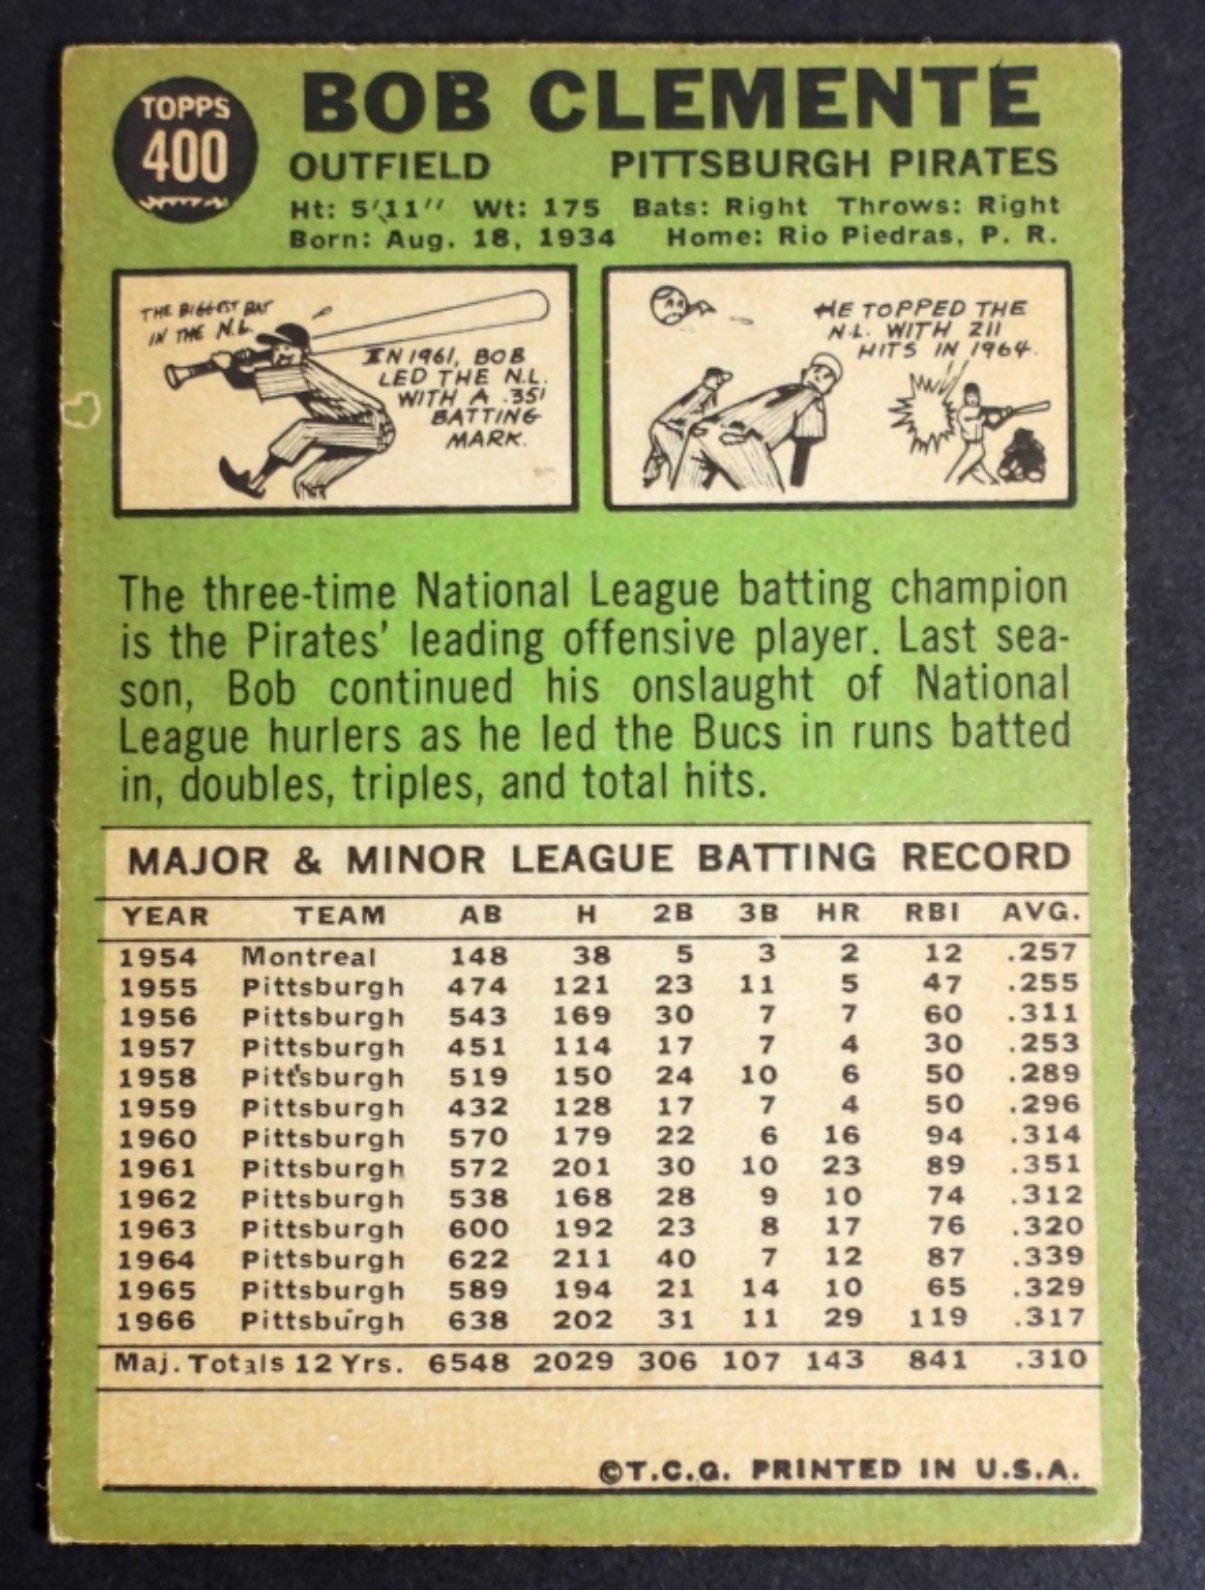 TOPPS
400
BOB CLEMENTE
OUTFIELD PITTSBURGH PIRATES
Ht: 5'11" Wt: 175 Bats: Right Throws: Right
Born: Aug. 18, 1934 Home: Rio Piedras, P. R.
THE BIGGEST BAT
IN THE N.L.
IN 1961, BOB
LED THE N.L.
WITH A .351
BATTING
MARK.
HE TOPPED THE
N.L. WITH 211
HITS IN 1964.
The three-time National League batting champion
is the Pirates' leading offensive player. Last sea-
son, Bob continued his onslaught of National
League hurlers as he led the Bucs in runs batted
in, doubles, triples, and total hits.
MAJOR & MINOR LEAGUE BATTING RECORD
YEAR TEAM AB H 2B 3B HR RBI AVG.
1954 Montreal 148 38 5 3 2 12 .257
1955 Pittsburgh 474 121 23 11 5 47 .255
1956 Pittsburgh 543 169 30 7 7 60 .311
1957 Pittsburgh 451 114 17 7 4 30 .253
1958 Pittsburgh 519 150 24 10 6 50 .289
1959 Pittsburgh 432 128 17 7 4 50 .296
1960 Pittsburgh 570 179 22 6 16 94 .314
1961 Pittsburgh 572 201 30 10 23 89 .351
1962 Pittsburgh 538 168 28 9 10 74 .312
1963 Pittsburgh 600 192 23 8 17 76 .320
1964 Pittsburgh 622 211 40 7 12 87 .339
1965 Pittsburgh 589 194 21 14 10 65 .329
1966 Pittsburgh 638 202 31 11 29 119 .317
Maj. Totals 12 Yrs. 6548 2029 306 107 143 841 .310
©T.C.G. PRINTED IN U.S.A.